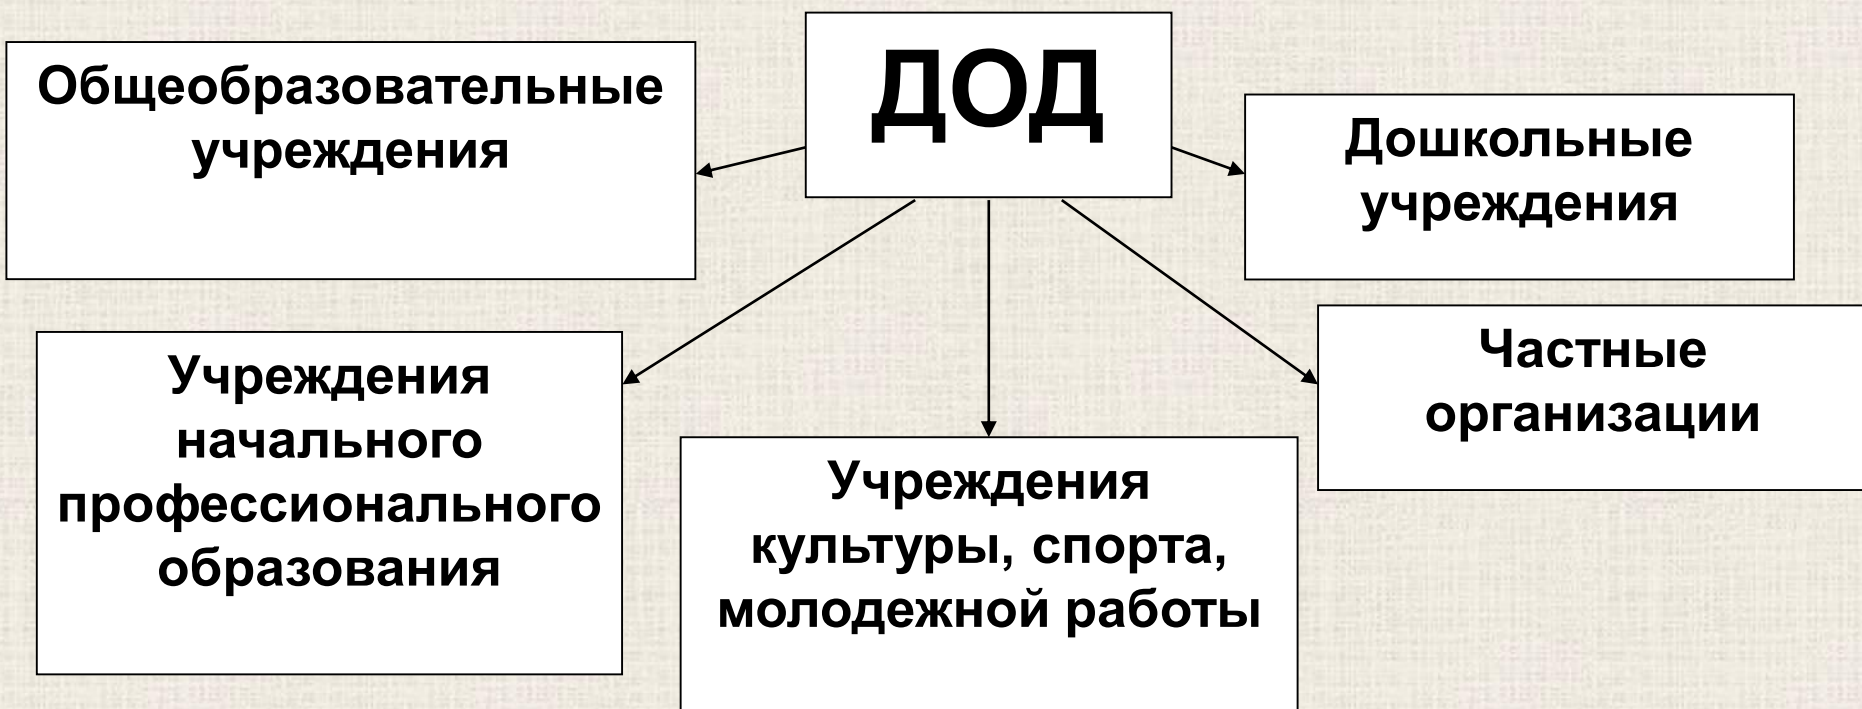 ДОД
Общеобразовательные
учреждения
Дошкольные
учреждения
Учреждения
начального
профессионального
образования
Учреждения
культуры, спорта,
молодежной работы
Частные
организации